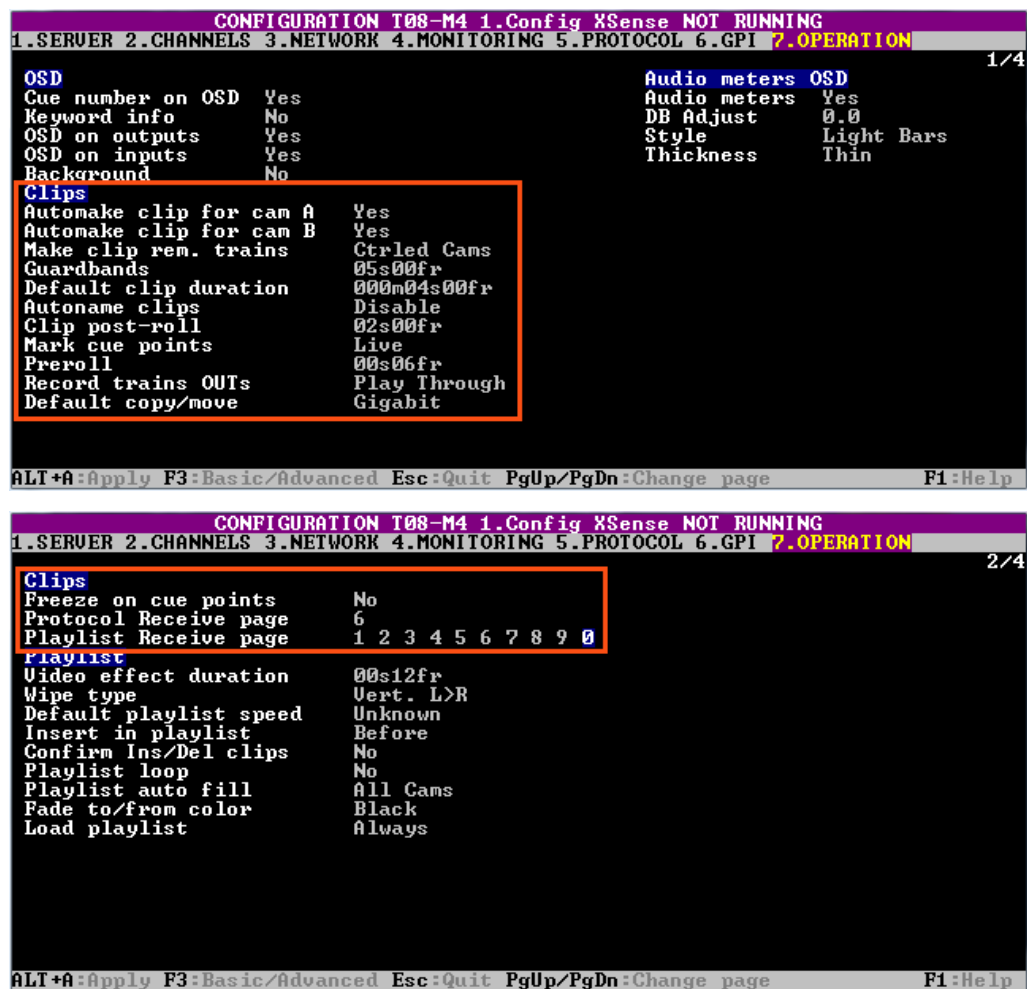 CONFIGURATION T08-M4 1.Config XSense NOT RUNNING
1.SERVER 2.CHANNELS 3.NETWORK 4.MONITORING 5.PROTOCOL 6.GPI 7.OPERATION
1/4
OSD Audio meters OSD
Cue number on OSD Yes Audio meters Yes
Keyword info No DB Adjust 0.0
OSD on outputs Yes Style Light Bars
OSD on inputs Yes Thickness Thin
Background No
Clips
Automake clip for cam A Yes
Automake clip for cam B Yes
Make clip rem. trains Ctrled Cams
Guardbands 05s00fr
Default clip duration 000m04s00fr
Autoname clips Disable
Clip post-roll 02s00fr
Mark cue points Live
Preroll 00s06fr
Record trains OUTs Play Through
Default copy/move Gigabit
ALT+A:Apply F3:Basic/Advanced Esc:Quit PgUp/PgDn:Change page F1:Help
CONFIGURATION T08-M4 1.Config XSense NOT RUNNING
1.SERVER 2.CHANNELS 3.NETWORK 4.MONITORING 5.PROTOCOL 6.GPI 7.OPERATION
2/4
Clips
Freeze on cue points No
Protocol Receive page 6
Playlist Receive page 1 2 3 4 5 6 7 8 9 0
Playlist
Video effect duration 00s12fr
Wipe type Vert. L>R
Default playlist speed Unknown
Insert in playlist Before
Confirm Ins/Del clips No
Playlist loop No
Playlist auto fill All Cams
Fade to/from color Black
Load playlist Always
ALT+A:Apply F3:Basic/Advanced Esc:Quit PgUp/PgDn:Change page F1:Help